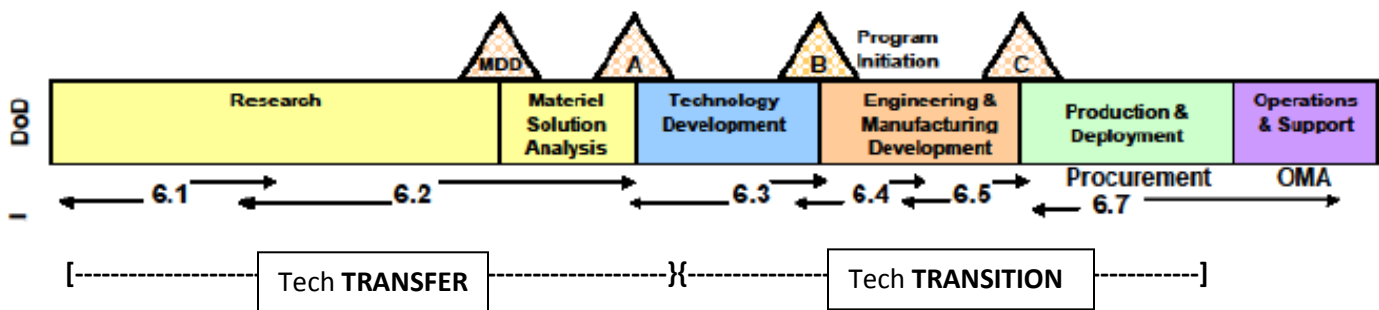 MDD
A
B
Program
Initiation
C
DoD
Research
Materiel
Solution
Analysis
Technology
Development
Engineering &
Manufacturing
Development
Production &
Deployment
Operations
& Support
I
6.1
6.2
6.3
6.4
6.5
Procurement
6.7
OMA
[---------------------- Tech TRANSFER --------------------}{----------------- Tech TRANSITION -------------]